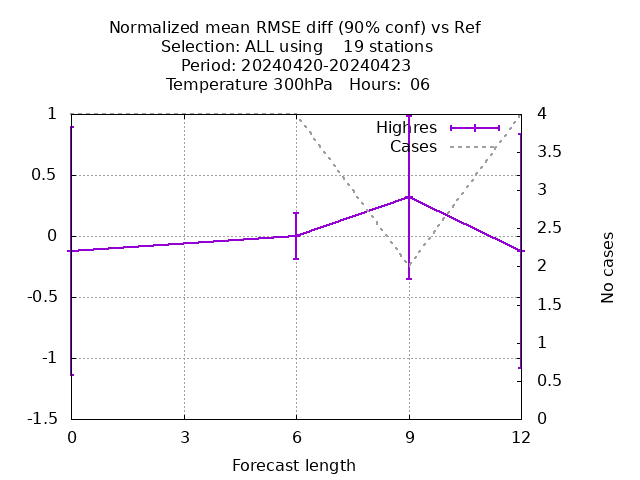 Normalized mean RMSE diff (90% conf) vs Ref
Selection: ALL using    19 stations
Period: 20240420-20240423
Temperature 300hPa   Hours:  06
Highres
Cases
1
0.5
0
-0.5
-1
-1.5
4
3.5
3
2.5
2
1.5
1
0.5
0
No cases
0 3 6 9 12
Forecast length